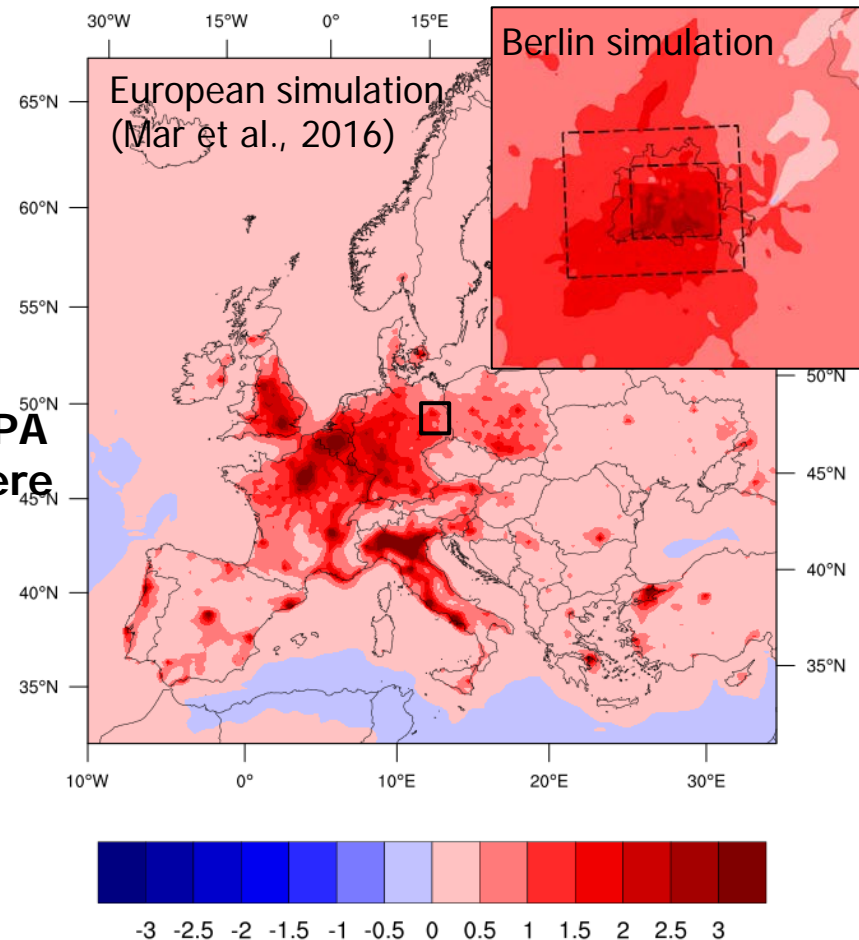 30°W 15°W 0° 15°E
Berlin simulation
European simulation
(Mar et al., 2016)
65°N
60°N
55°N
50°N 50°N
PA
ere
45°N 45°N
40°N 40°N
35°N 35°N
10°W 0° 10°E 20°E 30°E
-3 -2.5 -2 -1.5 -1 -0.5 0 0.5 1 1.5 2 2.5 3